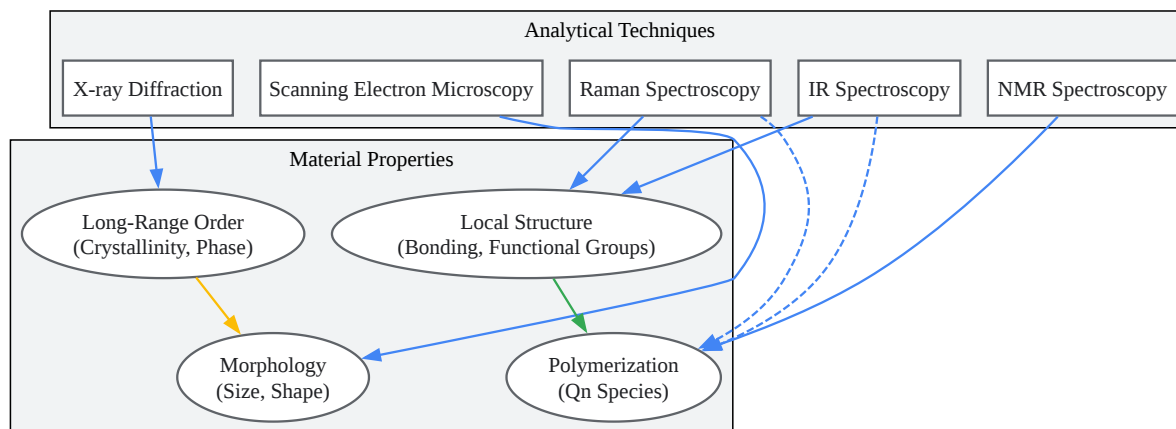 Analytical Techniques
X-ray Diffraction
Scanning Electron Microscopy
Raman Spectroscopy
IR Spectroscopy
NMR Spectroscopy
Material Properties
Long-Range Order
(Crystallinity, Phase)
Local Structure
(Bonding, Functional Groups)
Morphology
(Size, Shape)
Polymerization
(Qn Species)